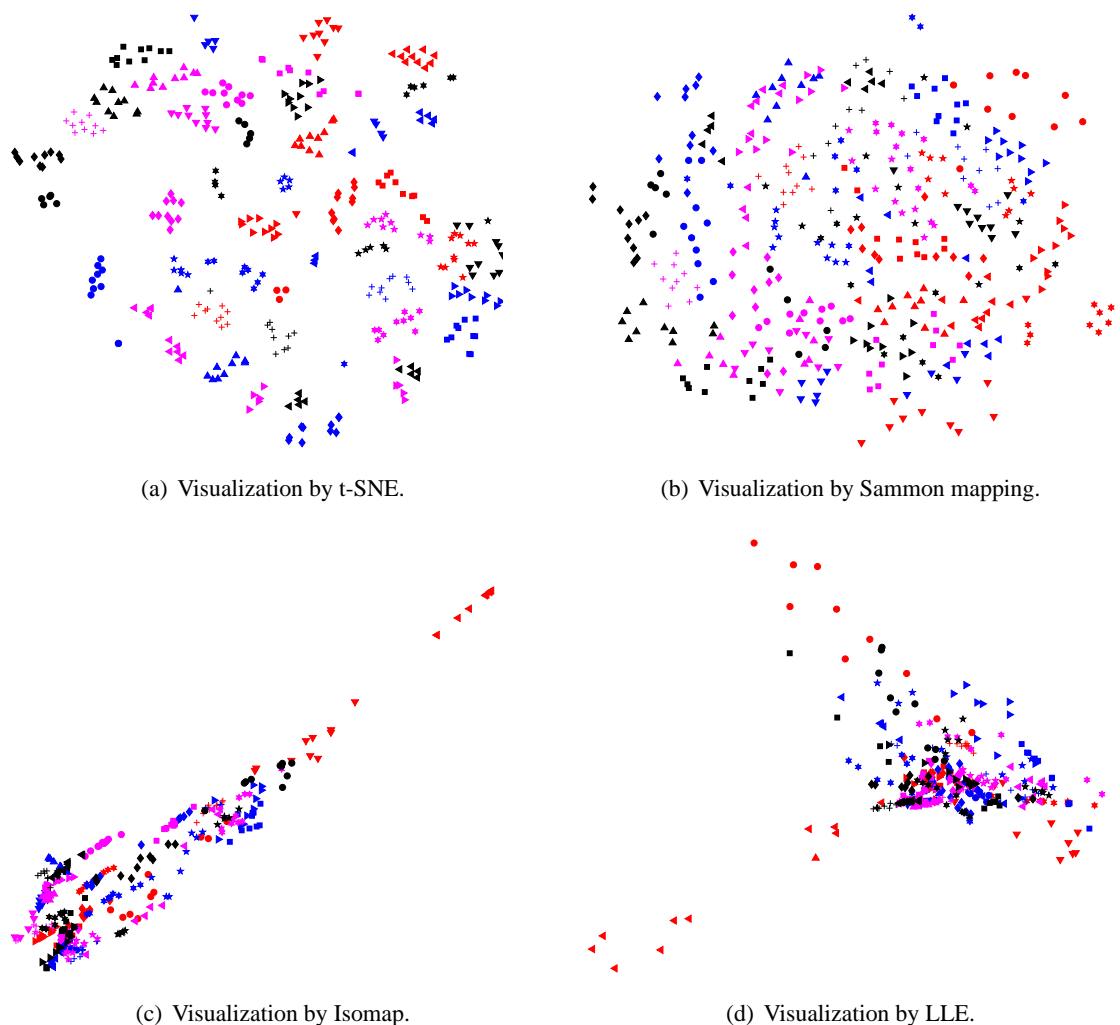 (a) Visualization by t-SNE.
(b) Visualization by Sammon mapping.
(c) Visualization by Isomap.
(d) Visualization by LLE.